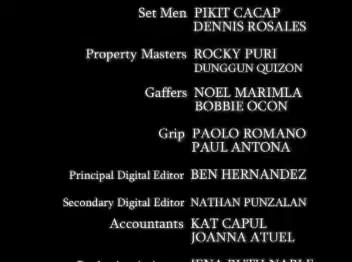 Set Men PIKIT CACAP
DENNIS ROSALES
Property Masters ROCKY PURI
DUNGGUN QUIZON
Gaffers NOEL MARIMLA
BOBBIE OCON
Grip PAOLO ROMANO
PAUL ANTONA
Principal Digital Editor BEN HERNANDEZ
Secondary Digital Editor NATHAN PUNZALAN
Accountants KAT CAPUL
JOANNA ATUEL